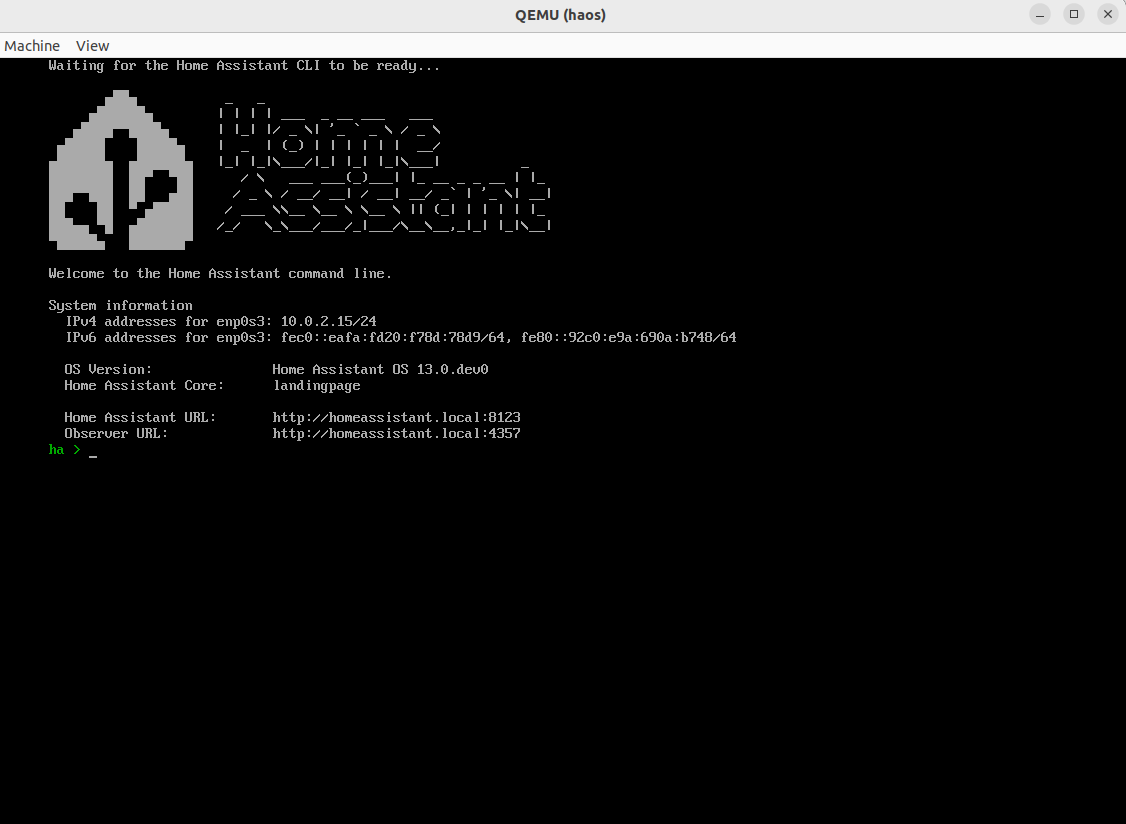 QEMU (haos)
Machine View
Waiting for the Home Assistant CLI to be ready...
Home
Assistant
Welcome to the Home Assistant command line.
System information
IPv4 addresses for enp0s3: 10.0.2.15/24
IPv6 addresses for enp0s3: fec0::eafa:fd20:f78d:78d9/64, fe80::92c0:e9a:690a:b748/64
OS Version: Home Assistant OS 13.0.dev0
Home Assistant Core: landingpage
Home Assistant URL: http://homeassistant.local:8123
Observer URL: http://homeassistant.local:4357
ha > _